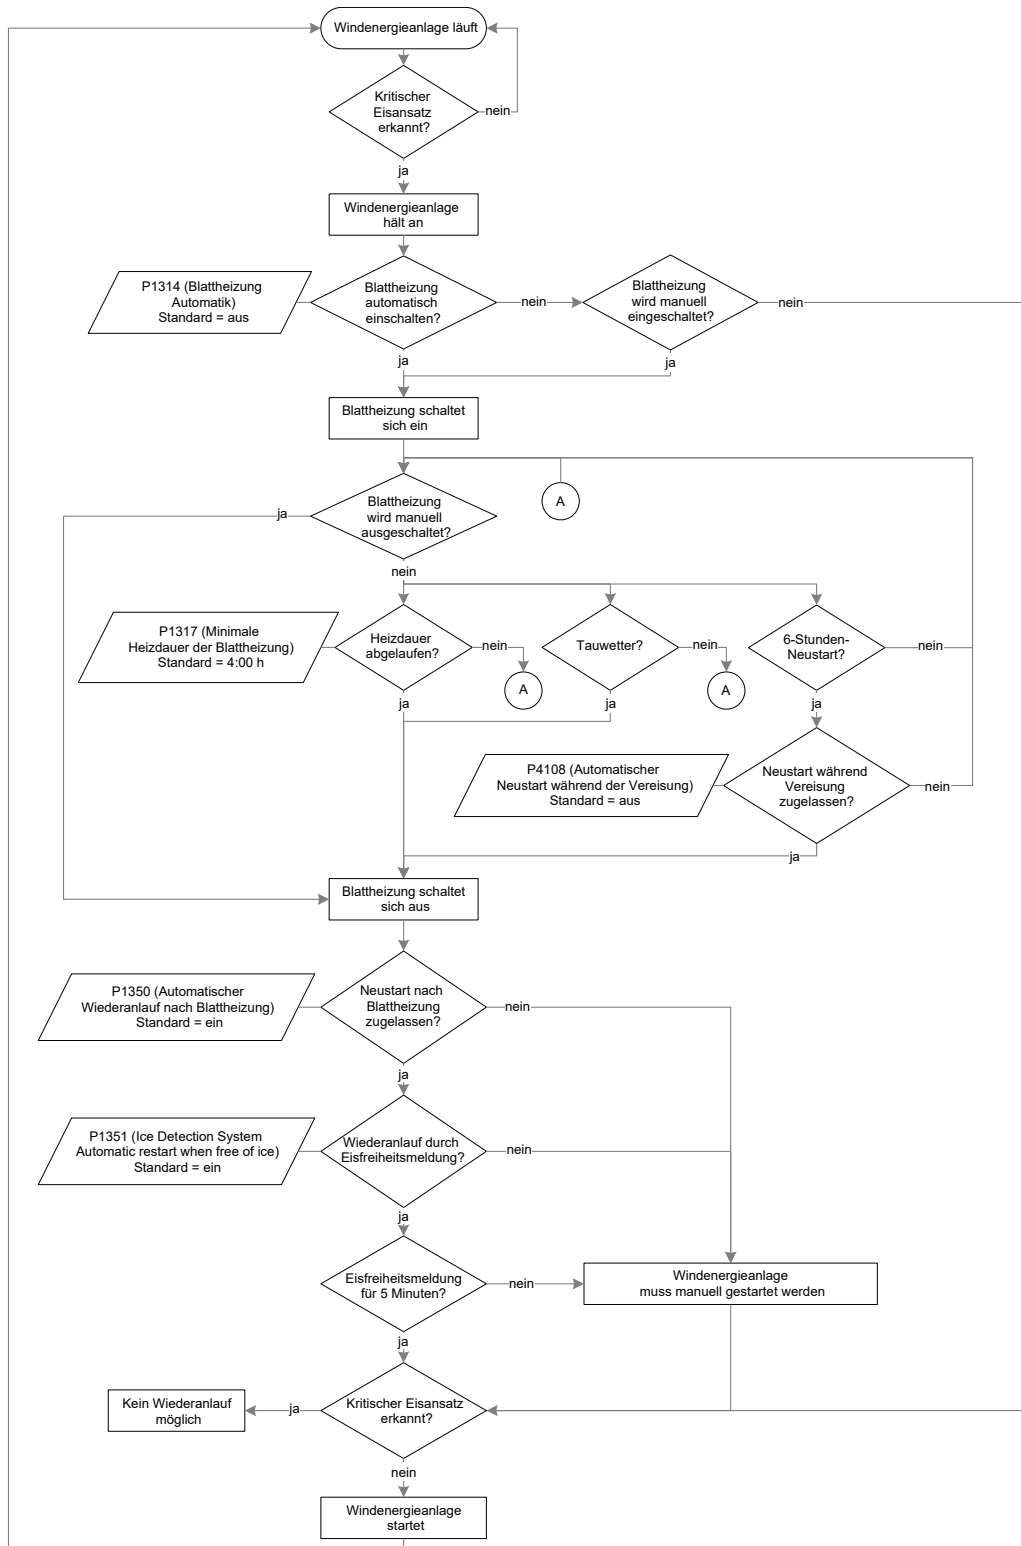 Windenergieanlage läuft
Kritischer
Eisansatz
erkannt?
nein
ja
Windenergieanlage
hält an
P1314 (Blattheizung
Automatik)
Standard = aus
Blattheizung
automatisch
einschalten?
nein
Blattheizung
wird manuell
eingeschaltet?
nein
ja
ja
Blattheizung schaltet
sich ein
A
Blattheizung
wird manuell
ausgeschaltet?
ja
nein
P1317 (Minimale
Heizdauer der Blattheizung)
Standard = 4:00 h
Heizdauer
abgelaufen?
nein
A
ja
Tauwetter?
nein
A
ja
6-Stunden-
Neustart?
nein
ja
P4108 (Automatischer
Neustart während der Vereisung)
Standard = aus
Neustart während
Vereisung
zugelassen?
nein
ja
Blattheizung schaltet
sich aus
P1350 (Automatischer
Wiederanlauf nach Blattheizung)
Standard = ein
Neustart nach
Blattheizung
zugelassen?
nein
ja
P1351 (Ice Detection System
Automatic restart when free of ice)
Standard = ein
Wiederanlauf durch
Eisfreiheitsmeldung?
nein
ja
Eisfreiheitsmeldung
für 5 Minuten?
nein
Windenergieanlage
muss manuell gestartet werden
ja
Kritischer Eisansatz
erkannt?
ja
Kein Wiederanlauf
möglich
nein
Windenergieanlage
startet